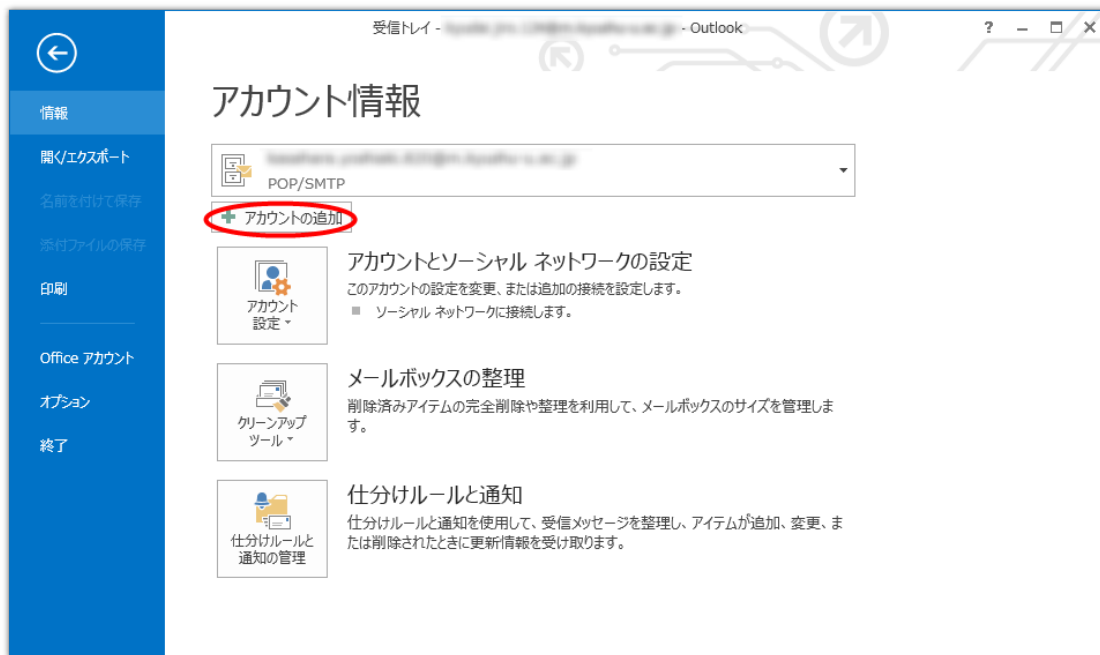 受信トレイ - - Outlook
?
情報
開く/エクスポート
名前を付けて保存
添付ファイルの保存
印刷
Office アカウント
オプション
終了
アカウント情報
POP/SMTP
アカウントの追加
アカウント
設定
アカウントとソーシャル ネットワークの設定
このアカウントの設定を変更、または追加の接続を設定します。
ソーシャル ネットワークに接続します。
クリーンアップ
ツール
メールボックスの整理
削除済みアイテムの完全削除や整理を利用して、メールボックスのサイズを管理しま
す。
仕分けルールと
通知の管理
仕分けルールと通知
仕分けルールと通知を使用して、受信メッセージを整理し、アイテムが追加、変更、ま
たは削除されたときに更新情報を受け取ります。